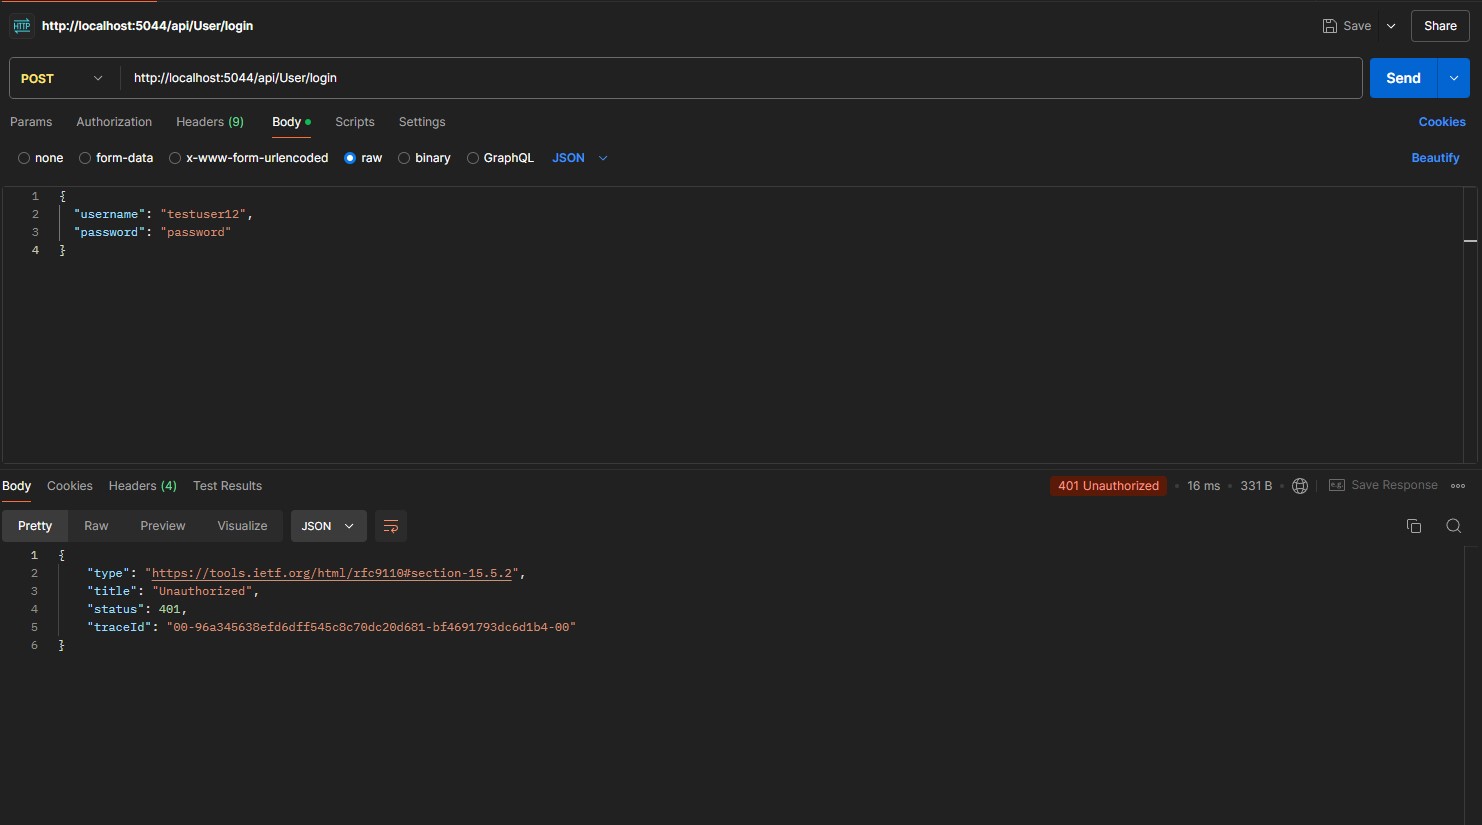 HTTP http://localhost:5044/api/User/login Save Share
POST http://localhost:5044/api/User/login Send
Params Authorization Headers (9) Body Scripts Settings Cookies
none form-data x-www-form-urlencoded raw binary GraphQL JSON Beautify
1 {
2 "username": "testuser12",
3 "password": "password"
4 }
Body Cookies Headers (4) Test Results 401 Unauthorized 16 ms 331 B e.g. Save Response
Pretty Raw Preview Visualize JSON
1 {
2 "type": "https://tools.ietf.org/html/rfc9110#section-15.5.2",
3 "title": "Unauthorized",
4 "status": 401,
5 "traceId": "00-96a345638efd6dff545c8c70dc20d681-bf4691793dc6d1b4-00"
6 }